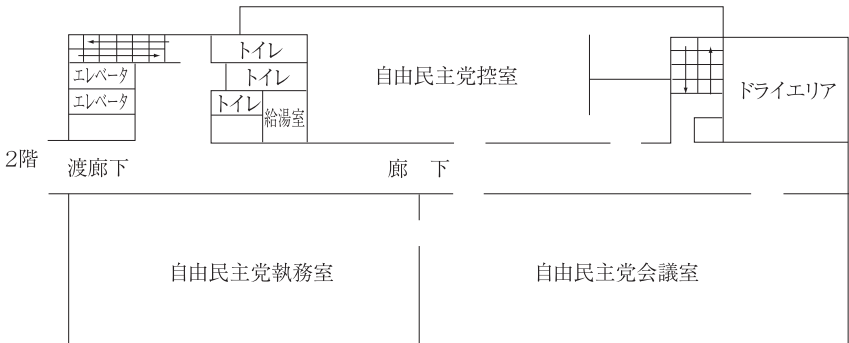 トイレ
エレベータ
トイレ
自由民主党控室
エレベータ
トイレ
ドライエリア
給湯室
2階
渡廊下
廊 下
自由民主党執務室
自由民主党会議室